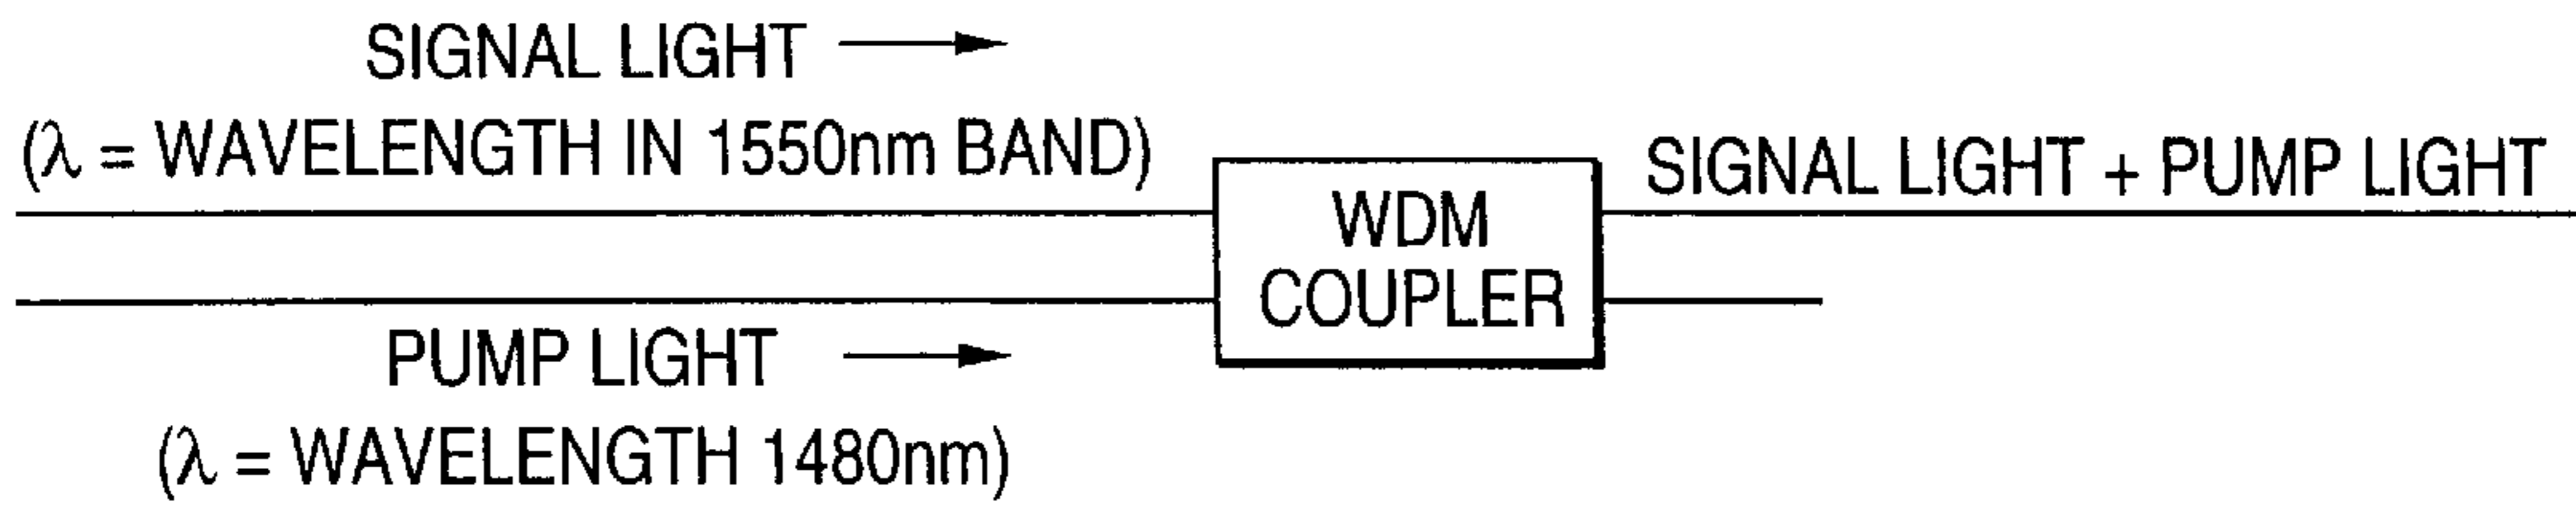 SIGNAL LIGHT
(λ = WAVELENGTH IN 1550nm BAND)
SIGNAL LIGHT + PUMP LIGHT
WDM
COUPLER
PUMP LIGHT
(λ = WAVELENGTH 1480nm)